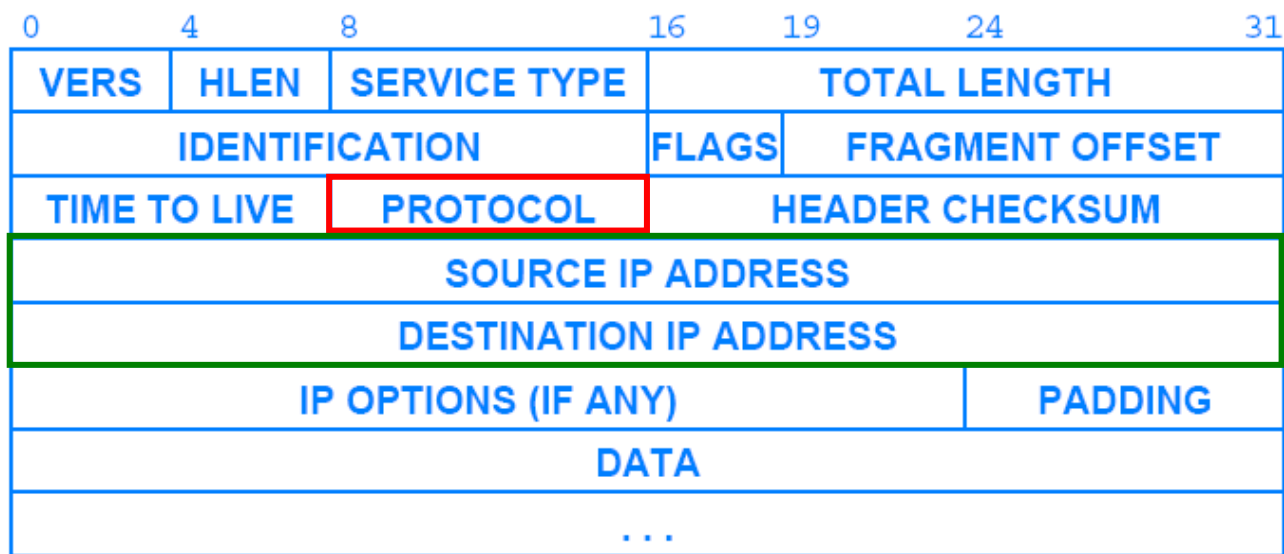 0 4 8 16 19 24 31
VERS HLEN SERVICE TYPE TOTAL LENGTH
IDENTIFICATION FLAGS FRAGMENT OFFSET
TIME TO LIVE PROTOCOL HEADER CHECKSUM
SOURCE IP ADDRESS
DESTINATION IP ADDRESS
IP OPTIONS (IF ANY) PADDING
DATA
...